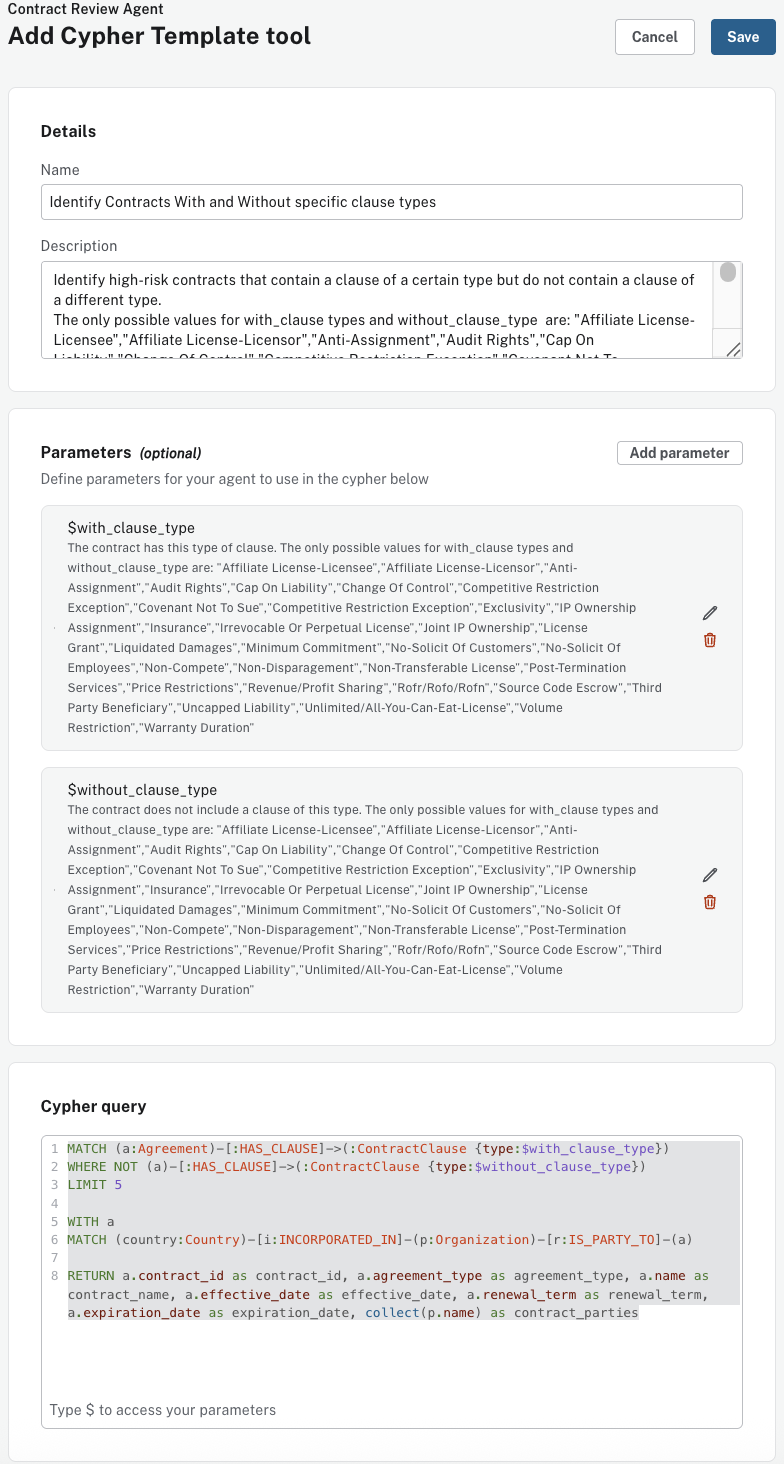 Contract Review Agent
Add Cypher Template tool
Cancel
Save
Details
Name
Identify Contracts With and Without specific clause types
Description
Identify high-risk contracts that contain a clause of a certain type but do not contain a clause of
a different type.
The only possible values for with_clause types and without_clause_type  are: "Affiliate License-
Licensee","Affiliate License-Licensor","Anti-Assignment","Audit Rights","Cap On
Liability","Change Of Control","Competitive Restriction Exception","Covenant Not To
Parameters (optional)
Add parameter
Define parameters for your agent to use in the cypher below
$with_clause_type
The contract has this type of clause. The only possible values for with_clause types and
without_clause_type are: "Affiliate License-Licensee","Affiliate License-Licensor","Anti-
Assignment","Audit Rights","Cap On Liability","Change Of Control","Competitive Restriction
Exception","Covenant Not To Sue","Competitive Restriction Exception","Exclusivity","IP Ownership
Assignment","Insurance","Irrevocable Or Perpetual License","Joint IP Ownership","License
Grant","Liquidated Damages","Minimum Commitment","No-Solicit Of Customers","No-Solicit Of
Employees","Non-Compete","Non-Disparagement","Non-Transferable License","Post-Termination
Services","Price Restrictions","Revenue/Profit Sharing","Rofr/Rofo/Rofn","Source Code Escrow","Third
Party Beneficiary","Uncapped Liability","Unlimited/All-You-Can-Eat-License","Volume
Restriction","Warranty Duration"
$without_clause_type
The contract does not include a clause of this type. The only possible values for with_clause types and
without_clause_type are: "Affiliate License-Licensee","Affiliate License-Licensor","Anti-
Assignment","Audit Rights","Cap On Liability","Change Of Control","Competitive Restriction
Exception","Covenant Not To Sue","Competitive Restriction Exception","Exclusivity","IP Ownership
Assignment","Insurance","Irrevocable Or Perpetual License","Joint IP Ownership","License
Grant","Liquidated Damages","Minimum Commitment","No-Solicit Of Customers","No-Solicit Of
Employees","Non-Compete","Non-Disparagement","Non-Transferable License","Post-Termination
Services","Price Restrictions","Revenue/Profit Sharing","Rofr/Rofo/Rofn","Source Code Escrow","Third
Party Beneficiary","Uncapped Liability","Unlimited/All-You-Can-Eat-License","Volume
Restriction","Warranty Duration"
Cypher query
1 MATCH (a:Agreement)-[:HAS_CLAUSE]->(:ContractClause {type:$with_clause_type})
2 WHERE NOT (a)-[:HAS_CLAUSE]->(:ContractClause {type:$without_clause_type})
3 LIMIT 5
4
5 WITH a
6 MATCH (country:Country)-[i:INCORPORATED_IN]-(p:Organization)-[r:IS_PARTY_TO]-(a)
7
8 RETURN a.contract_id as contract_id, a.agreement_type as agreement_type, a.name as
contract_name, a.effective_date as effective_date, a.renewal_term as renewal_term,
a.expiration_date as expiration_date, collect(p.name) as contract_parties
Type $ to access your parameters